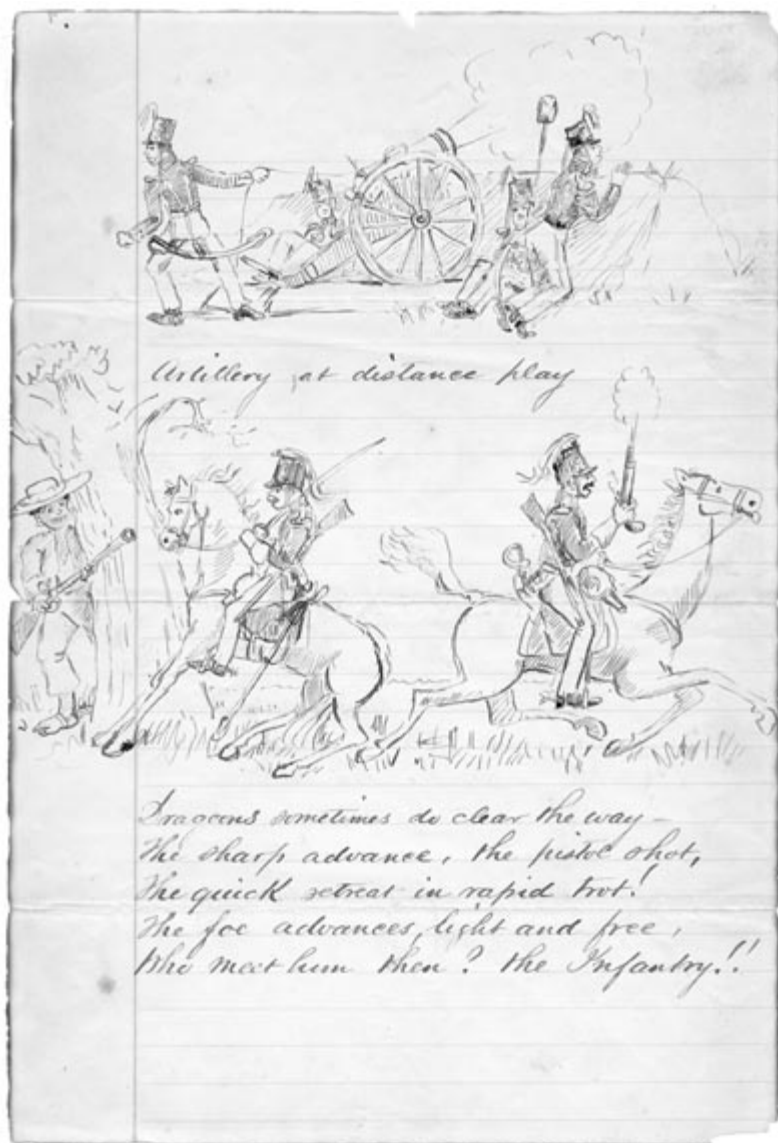 Artillery at distance play
Dragoons sometimes do clear the way –
The sharp advance, the pistol shot,
The quick retreat in rapid trot!
The foe advances, light and free,
Who meet him then? the Infantry!!